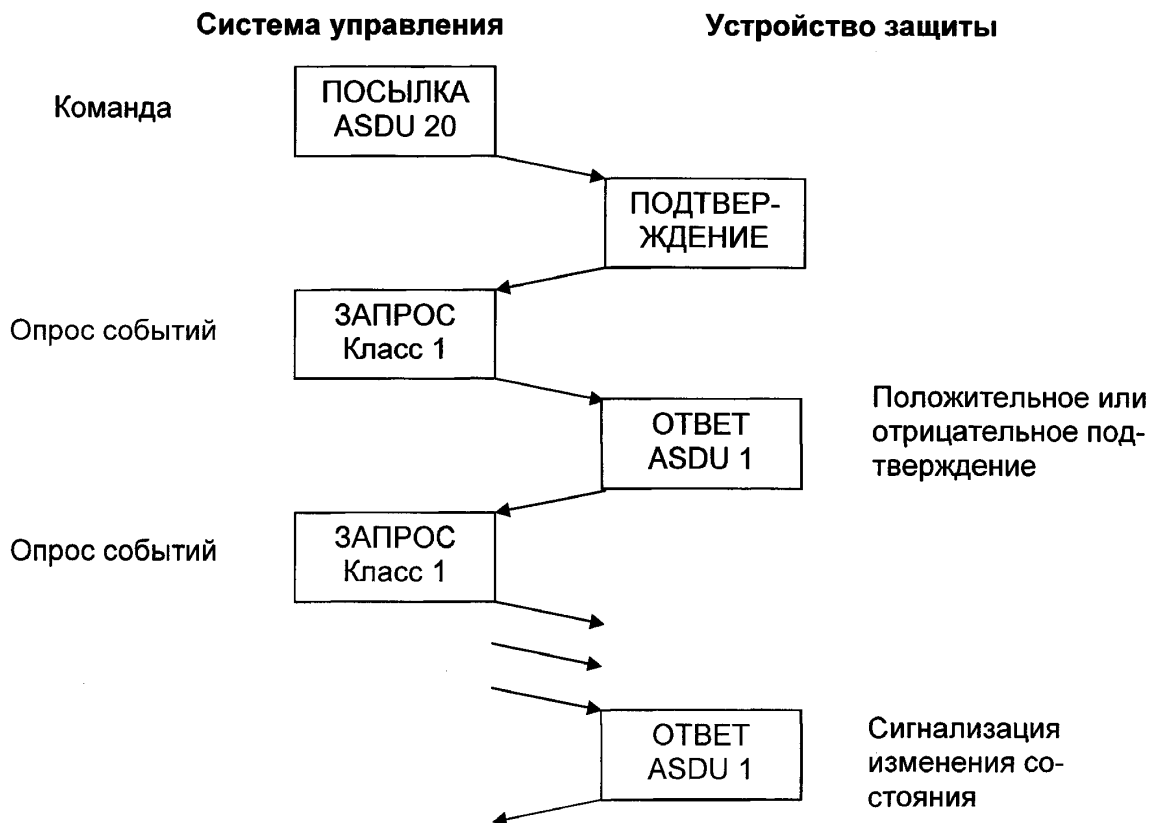 Система управления
Устройство защиты
Команда
ПОСЫЛКА
ASDU 20
ПОДТВЕР-
ЖДЕНИЕ
Опрос событий
ЗАПРОС
Класс 1
ОТВЕТ
ASDU 1
Положительное или
отрицательное под-
тверждение
Опрос событий
ЗАПРОС
Класс 1
ОТВЕТ
ASDU 1
Сигнализация
изменения со-
стояния